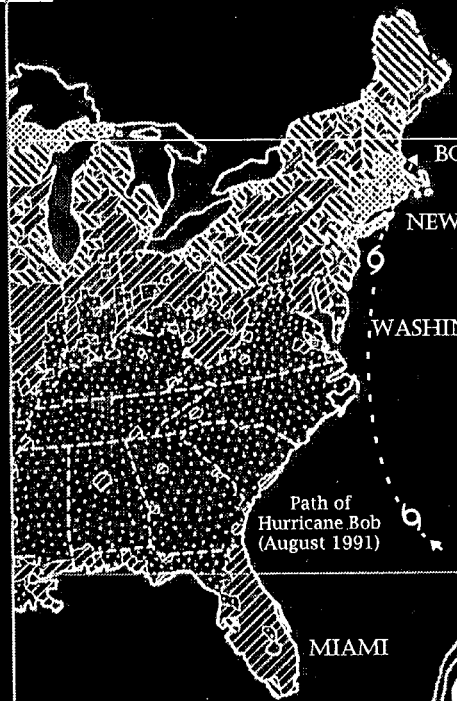 BO
NEW
WASHIN
Path of
Hurricane Bob
(August 1991)
MIAMI